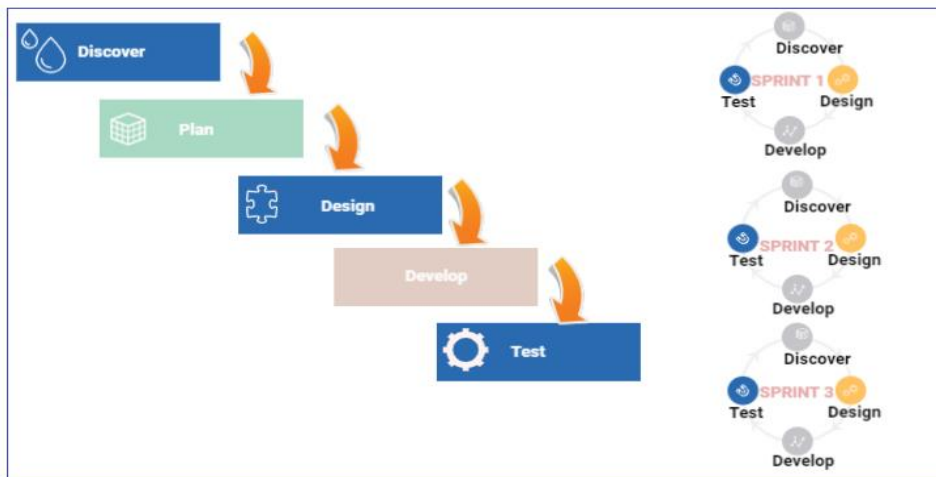 Discover
Plan
Design
Develop
Test
Discover
SPRINT 1
Test
Design
Develop
Discover
SPRINT 2
Test
Design
Develop
Discover
SPRINT 3
Test
Design
Develop